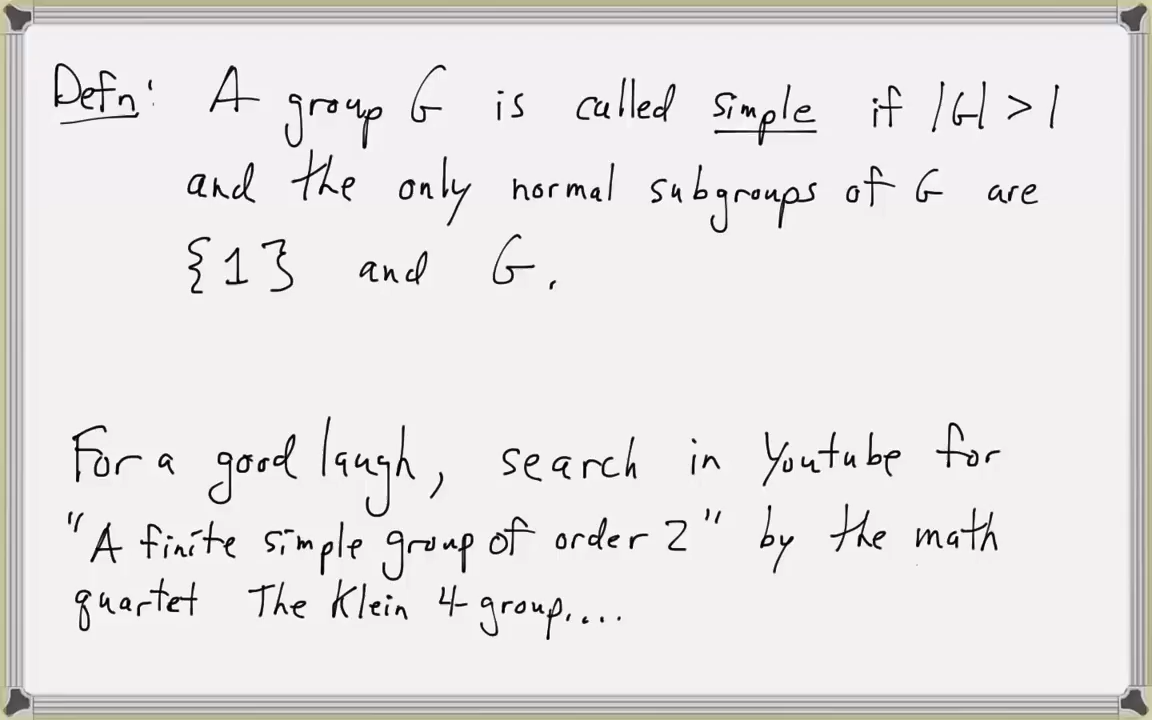 Defn: A group G is called simple if |G| > 1
and the only normal subgroups of G are
{1} and G.
For a good laugh, search in Youtube for
"A finite simple group of order 2" by the math
quartet The Klein 4-group....